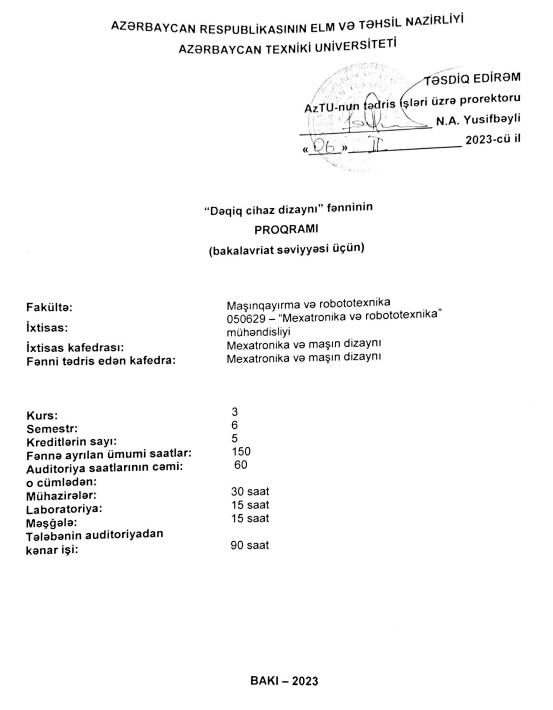 AZƏRBAYCAN RESPUBLİKASININ ELM VƏ TƏHSİL NAZİRLİYİ
AZƏRBAYCAN TEXNİKİ UNİVERSİTETİ
TƏSDİQ EDİRƏM
AzTU-nun tədris işləri üzrə prorektoru
N.A. Yusifbəyli
« 06 » II 2023-cü il
“Dəqiq cihaz dizaynı” fənninin
PROQRAMI
(bakalavriat səviyyəsi üçün)
Fakültə: Maşınqayırma və robototexnika
İxtisas: 050629 – “Mexatronika və robototexnika”
mühəndisliyi
İxtisas kafedrası: Mexatronika və maşın dizaynı
Fənni tədris edən kafedra: Mexatronika və maşın dizaynı
Kurs: 3
Semestr: 6
Kreditlərin sayı: 5
Fənnə ayrılan ümumi saatlar: 150
Auditoriya saatlarının cəmi: 60
o cümlədən:
Mühazirələr: 30 saat
Laboratoriya: 15 saat
Məşğələ: 15 saat
Tələbənin auditoriyadan
kənar işi: 90 saat
BAKI – 2023